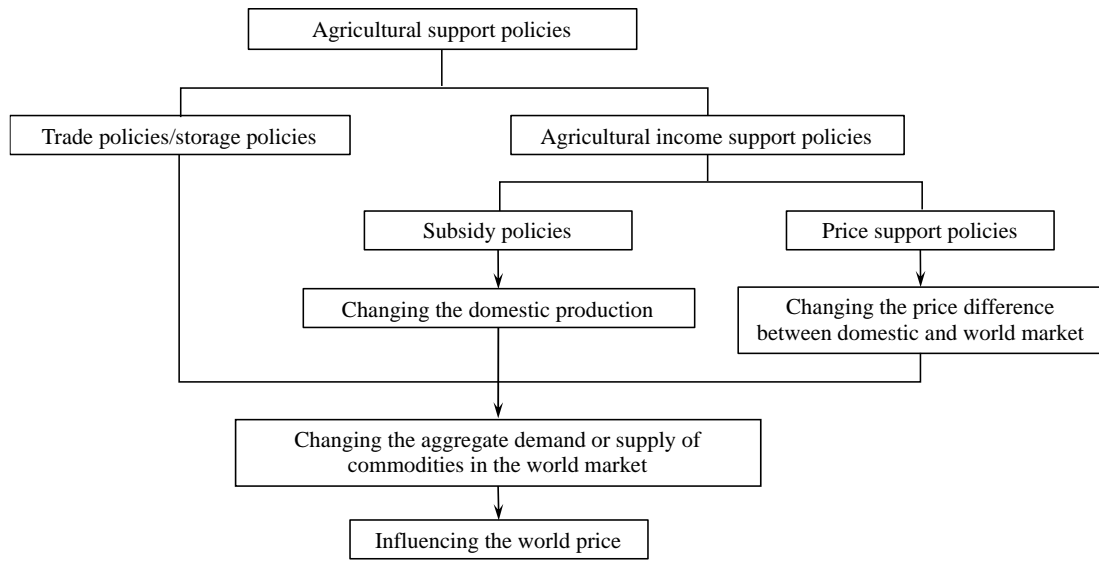 Agricultural support policies
Trade policies/storage policies
Agricultural income support policies
Subsidy policies
Price support policies
Changing the domestic production
Changing the price difference
between domestic and world market
Changing the aggregate demand or supply of
commodities in the world market
Influencing the world price